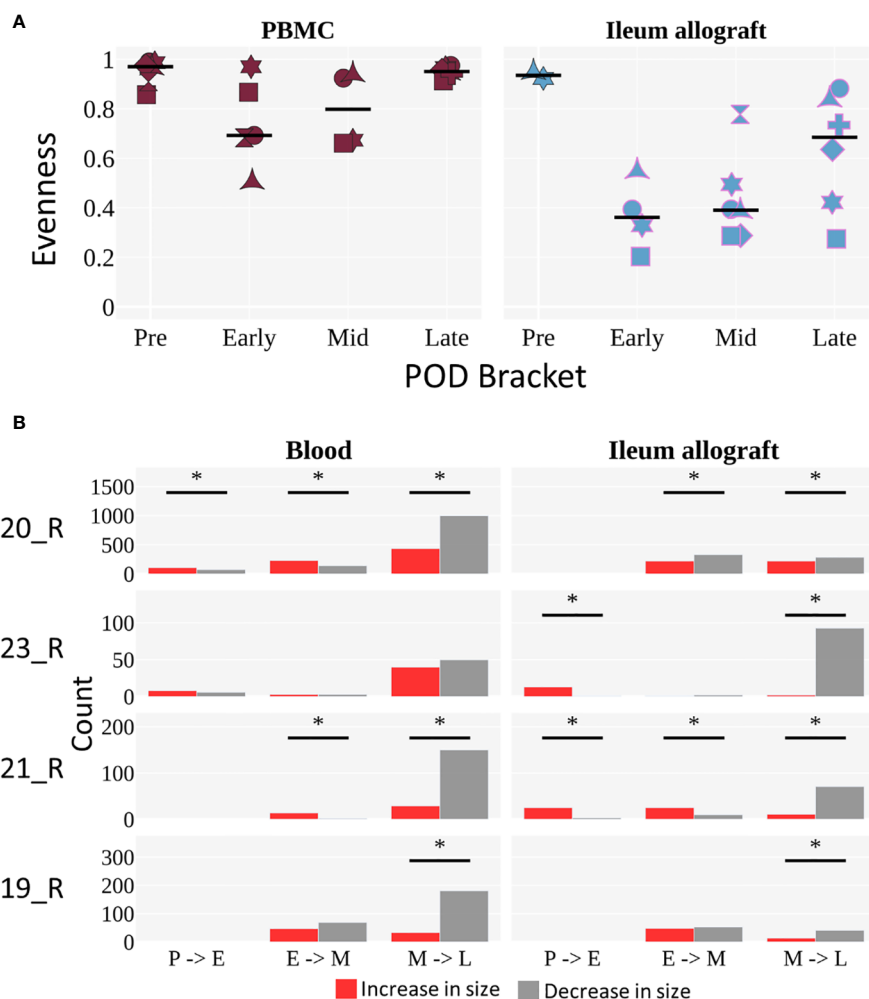 A
PBMC Ileum allograft
Evenness
1
0.8
0.6
0.4
0.2
0
Pre Early Mid Late Pre Early Mid Late
POD Bracket
B
Blood Ileum allograft
Count
20_R
1500
1000
500
0
* * * * *
23_R
100
50
0
* *
21_R
200
100
0
* * * * *
19_R
300
200
100
0
* *
P -> E E -> M M -> L P -> E E -> M M -> L
Increase in size Decrease in size